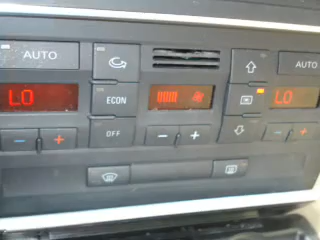 AUTO
AUTO
LO
ECON
LO
OFF
- +
- +
- +